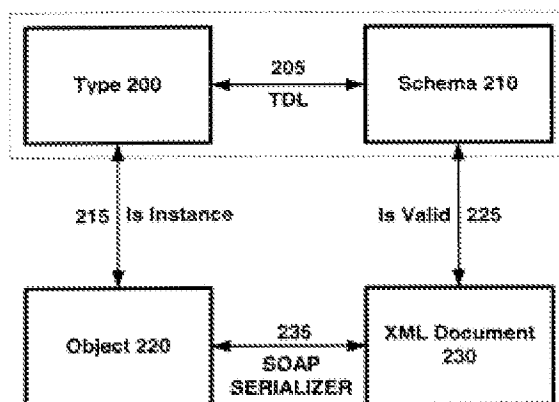 Type 200
205
TDL
Schema 210
215 Is Instance
Is Valid 225
Object 220
235
SOAP
SERIALIZER
XML Document
230